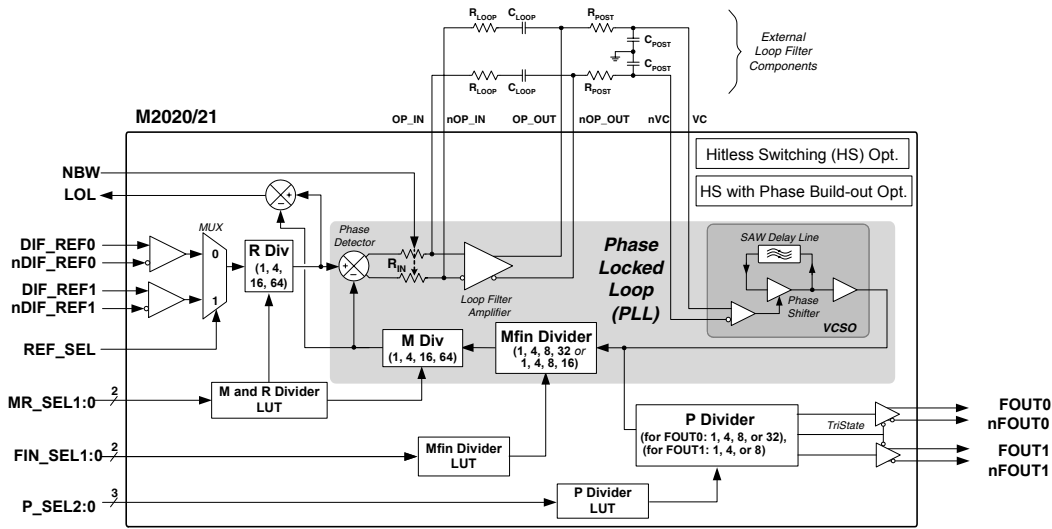 R_LOOP C_LOOP R_POST
C_POST
C_POST
R_LOOP C_LOOP R_POST
External
Loop Filter
Components
M2020/21
OP_IN nOP_IN OP_OUT nOP_OUT nVC VC
Hitless Switching (HS) Opt.
HS with Phase Build-out Opt.
NBW
LOL
+
−
MUX
DIF_REF0
nDIF_REF0
0
R Div
(1, 4,
16, 64)
DIF_REF1
nDIF_REF1
1
REF_SEL
Phase
Detector
+
−
R_IN
Loop Filter
Amplifier
Phase
Locked
Loop
(PLL)
SAW Delay Line
Phase
Shifter
VCSO
M Div
(1, 4, 16, 64)
Mfin Divider
(1, 4, 8, 32 or
1, 4, 8, 16)
MR_SEL1:0
2
M and R Divider
LUT
P Divider
(for FOUT0: 1, 4, 8, or 32),
(for FOUT1: 1, 4, or 8)
TriState
FOUT0
nFOUT0
FOUT1
nFOUT1
FIN_SEL1:0
2
Mfin Divider
LUT
P_SEL2:0
3
P Divider
LUT